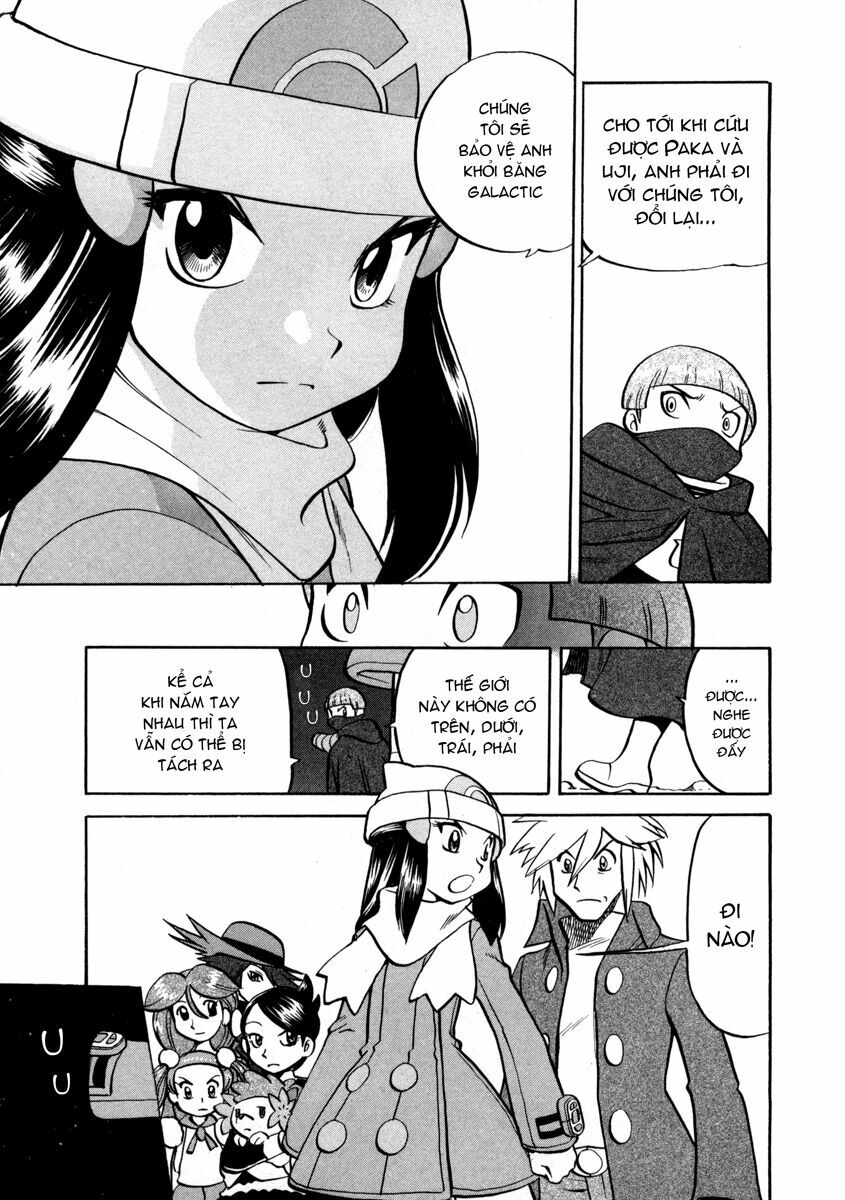 CHO TỚI KHI CỨU
ĐƯỢC PAKA VÀ
UJI, ANH PHẢI ĐI
VỚI CHÚNG TÔI,
ĐỔI LẠI...
CHÚNG
TÔI SẼ
BẢO VỆ ANH
KHỎI BĂNG
GALACTIC
...
ĐƯỢC...
NGHE
ĐƯỢC
ĐẤY
THẾ GIỚI
NÀY KHÔNG CÓ
TRÊN, DƯỚI,
TRÁI, PHẢI
U
U
U
KỂ CẢ
KHI NẮM TAY
NHAU THÌ TA
VẪN CÓ THỂ BỊ
TÁCH RA
ĐI
NÀO!
U
U